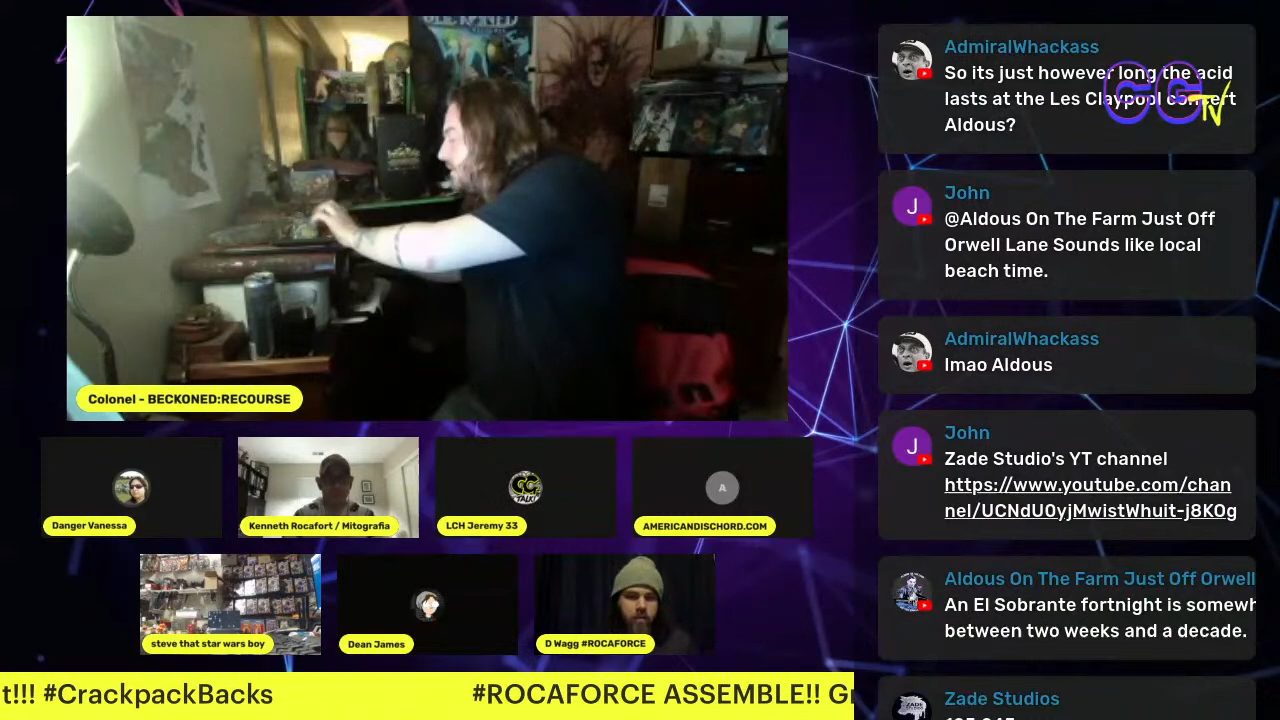 Colonel - BECKONED:RECOURSE
Danger Vanessa
Kenneth Rocafort / Mitografia
LCH Jeremy 33
A
AMERICANDISCHORD.COM
steve that star wars boy
Dean James
D Wagg #ROCAFORCE
t!!! #CrackpackBacks
#ROCAFORCE ASSEMBLE!! G
AdmiralWhackass
So its just however long the acid
lasts at the Les Claypool concert
Aldous?
GG TV
J
John
@Aldous On The Farm Just Off
Orwell Lane Sounds like local
beach time.
AdmiralWhackass
lmao Aldous
J
John
Zade Studio's YT channel
https://www.youtube.com/chan
nel/UCNdU0yjMwistWhuit-j8KOg
Aldous On The Farm Just Off Orwell
An El Sobrante fortnight is somewh
between two weeks and a decade.
Zade Studios